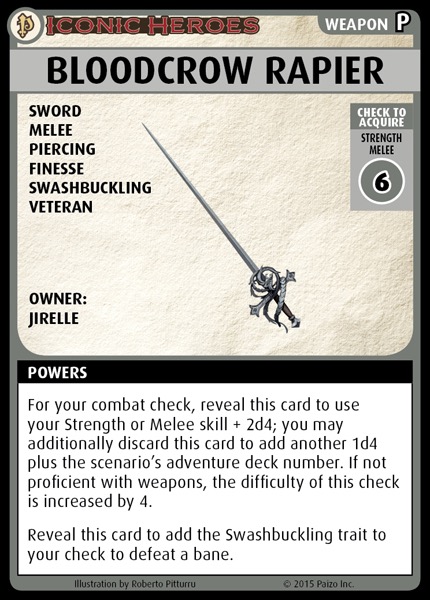 P ICONIC HEROES WEAPON P
BLOODCROW RAPIER
SWORD
MELEE
PIERCING
FINESSE
SWASHBUCKLING
VETERAN
OWNER:
JIRELLE
CHECK TO
ACQUIRE
STRENGTH
MELEE
6
POWERS
For your combat check, reveal this card to use
your Strength or Melee skill + 2d4; you may
additionally discard this card to add another 1d4
plus the scenario’s adventure deck number. If not
proficient with weapons, the difficulty of this check
is increased by 4.
Reveal this card to add the Swashbuckling trait to
your check to defeat a bane.
Illustration by Roberto Pitturru © 2015 Paizo Inc.